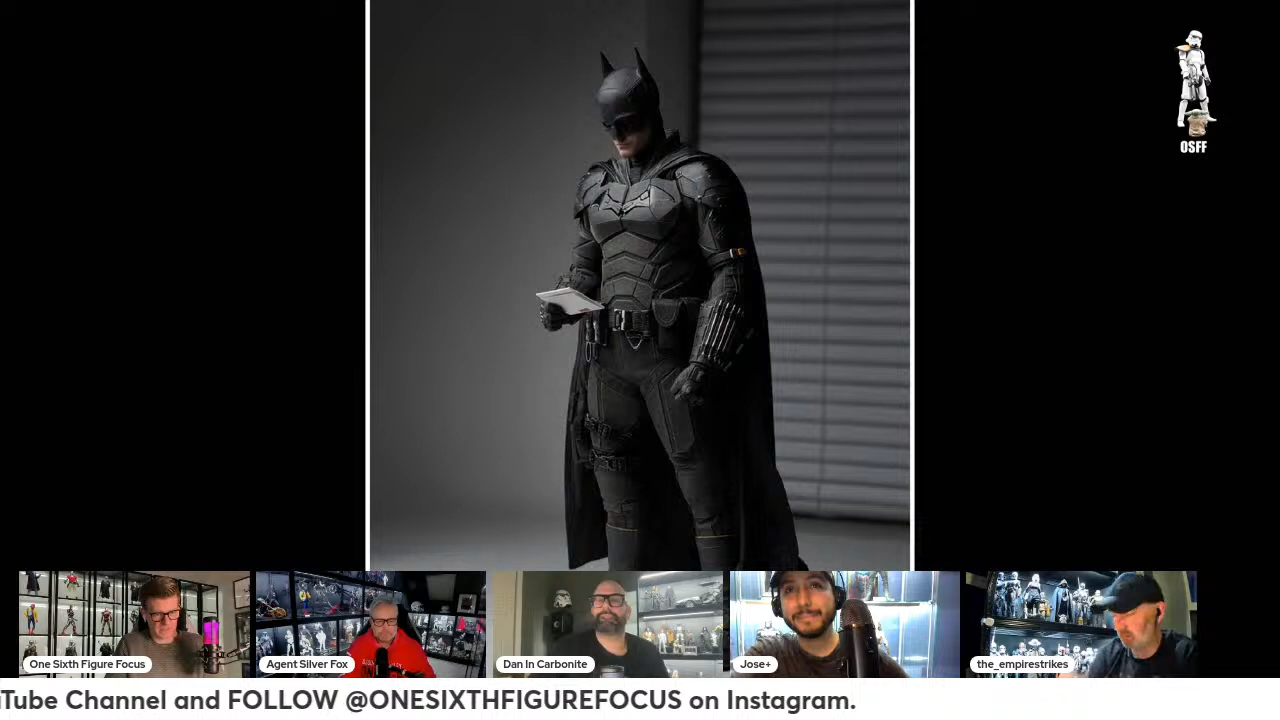 OSFF
One Sixth Figure Focus
Agent Silver Fox
Dan In Carbonite
Jose+
the_empirestrikes
Tube Channel and FOLLOW @ONESIXTHFIGUREFOCUS on Instagram.